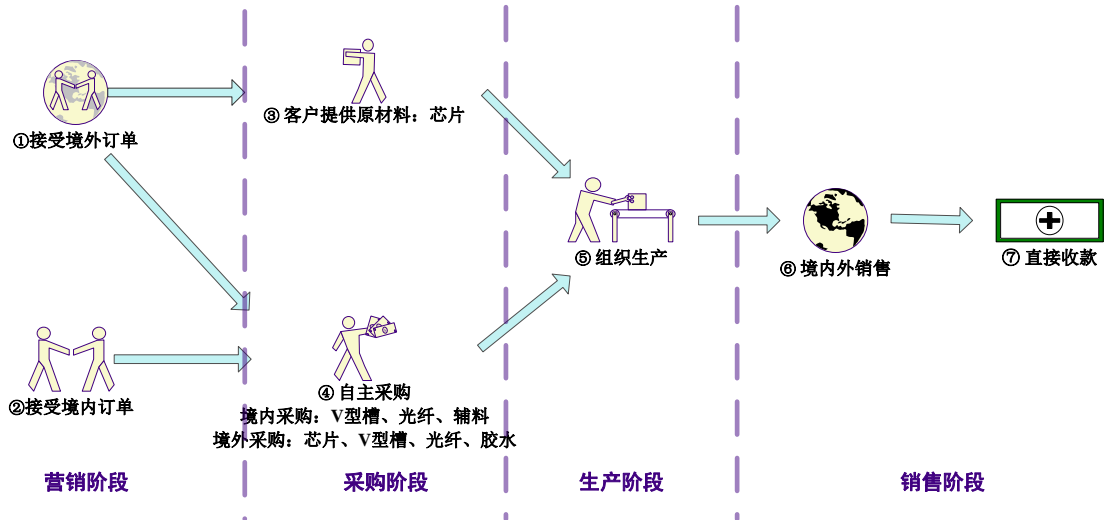 ①接受境外订单
②接受境内订单
③ 客户提供原材料：芯片
④ 自主采购
境内采购：V型槽、光纤、辅料
境外采购：芯片、V型槽、光纤、胶水
⑤ 组织生产
⑥ 境内外销售
⑦ 直接收款
营销阶段
采购阶段
生产阶段
销售阶段